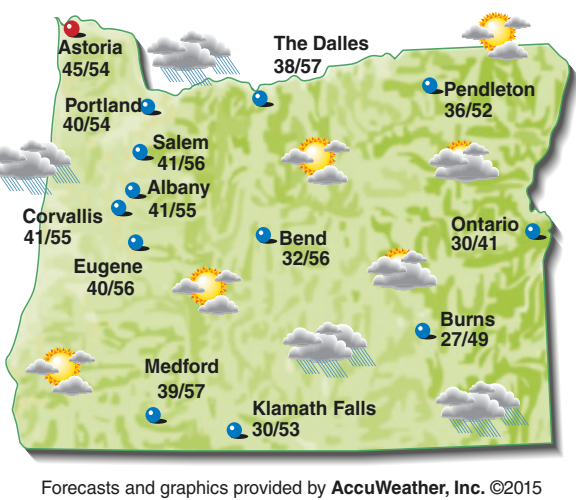 Astoria
45/54
The Dalles
38/57
Portland
40/54
Pendleton
36/52
Salem
41/56
Albany
41/55
Corvallis
41/55
Eugene
40/56
Bend
32/56
Ontario
30/41
Burns
27/49
Medford
39/57
Klamath Falls
30/53
Forecasts and graphics provided by AccuWeather, Inc. ©2015